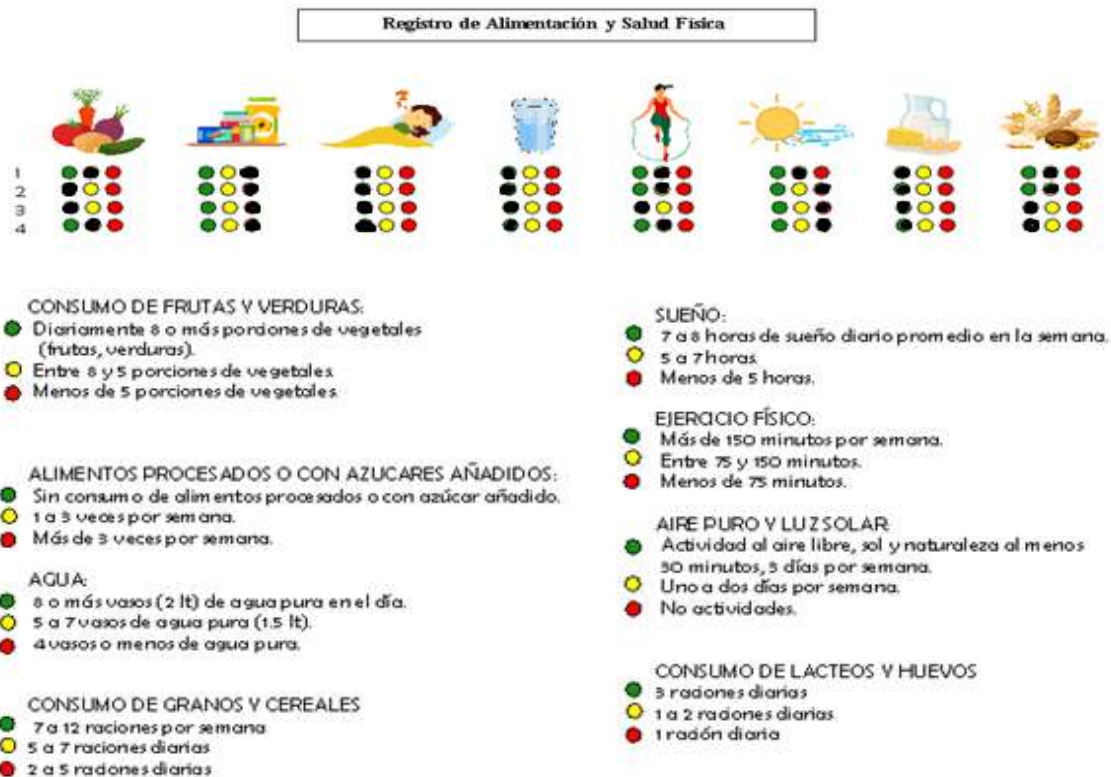 Registro de Alimentación y Salud Física
1
2
3
4
CONSUMO DE FRUTAS Y VERDURAS:
Diariamente 8 o más porciones de vegetales
(frutas, verduras).
Entre 8 y 5 porciones de vegetales
Menos de 5 porciones de vegetales
ALIMENTOS PROCESADOS O CON AZUCARES AÑADIDOS:
Sin consumo de alimentos procesados o con azúcar añadido.
1 a 3 veces por semana.
Más de 3 veces por semana.
AGUA:
8 o más vasos (2 lt) de agua pura en el día.
5 a 7 vasos de agua pura (1.5 lt).
4 vasos o menos de agua pura.
CONSUMO DE GRANOS Y CEREALES
7 a 12 raciones por semana
5 a 7 raciones diarias
2 a 5 raciones diarias
SUEÑO:
7 a 8 horas de sueño diario promedio en la semana.
5 a 7 horas.
Menos de 5 horas.
EJERCICIO FÍSICO:
Más de 150 minutos por semana.
Entre 75 y 150 minutos.
Menos de 75 minutos.
AIRE PURO Y LUZ SOLAR
Actividad al aire libre, sol y naturaleza al menos
30 minutos, 3 días por semana.
Uno a dos días por semana.
No actividades.
CONSUMO DE LACTEOS Y HUEVOS
3 raciones diarias
1 a 2 raciones diarias
1 ración diaria